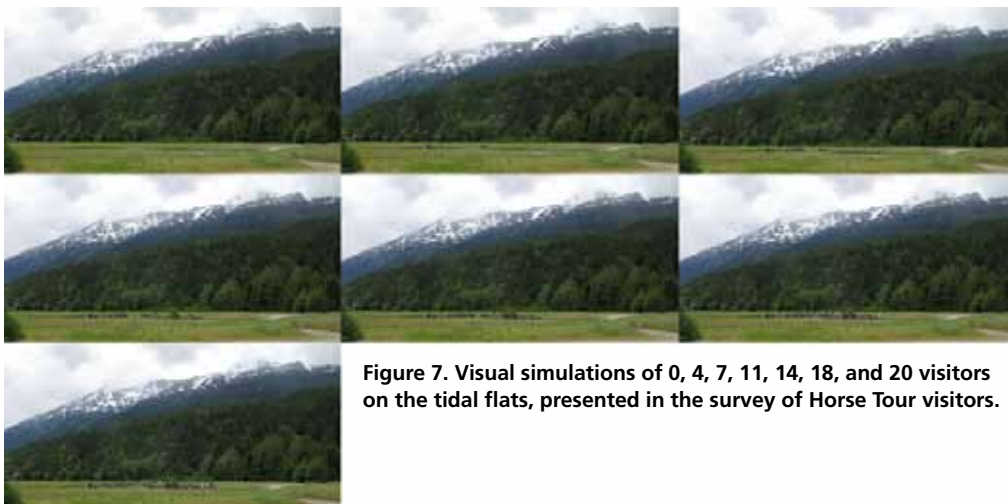 Figure 7. Visual simulations of 0, 4, 7, 11, 14, 18, and 20 visitors
on the tidal flats, presented in the survey of Horse Tour visitors.